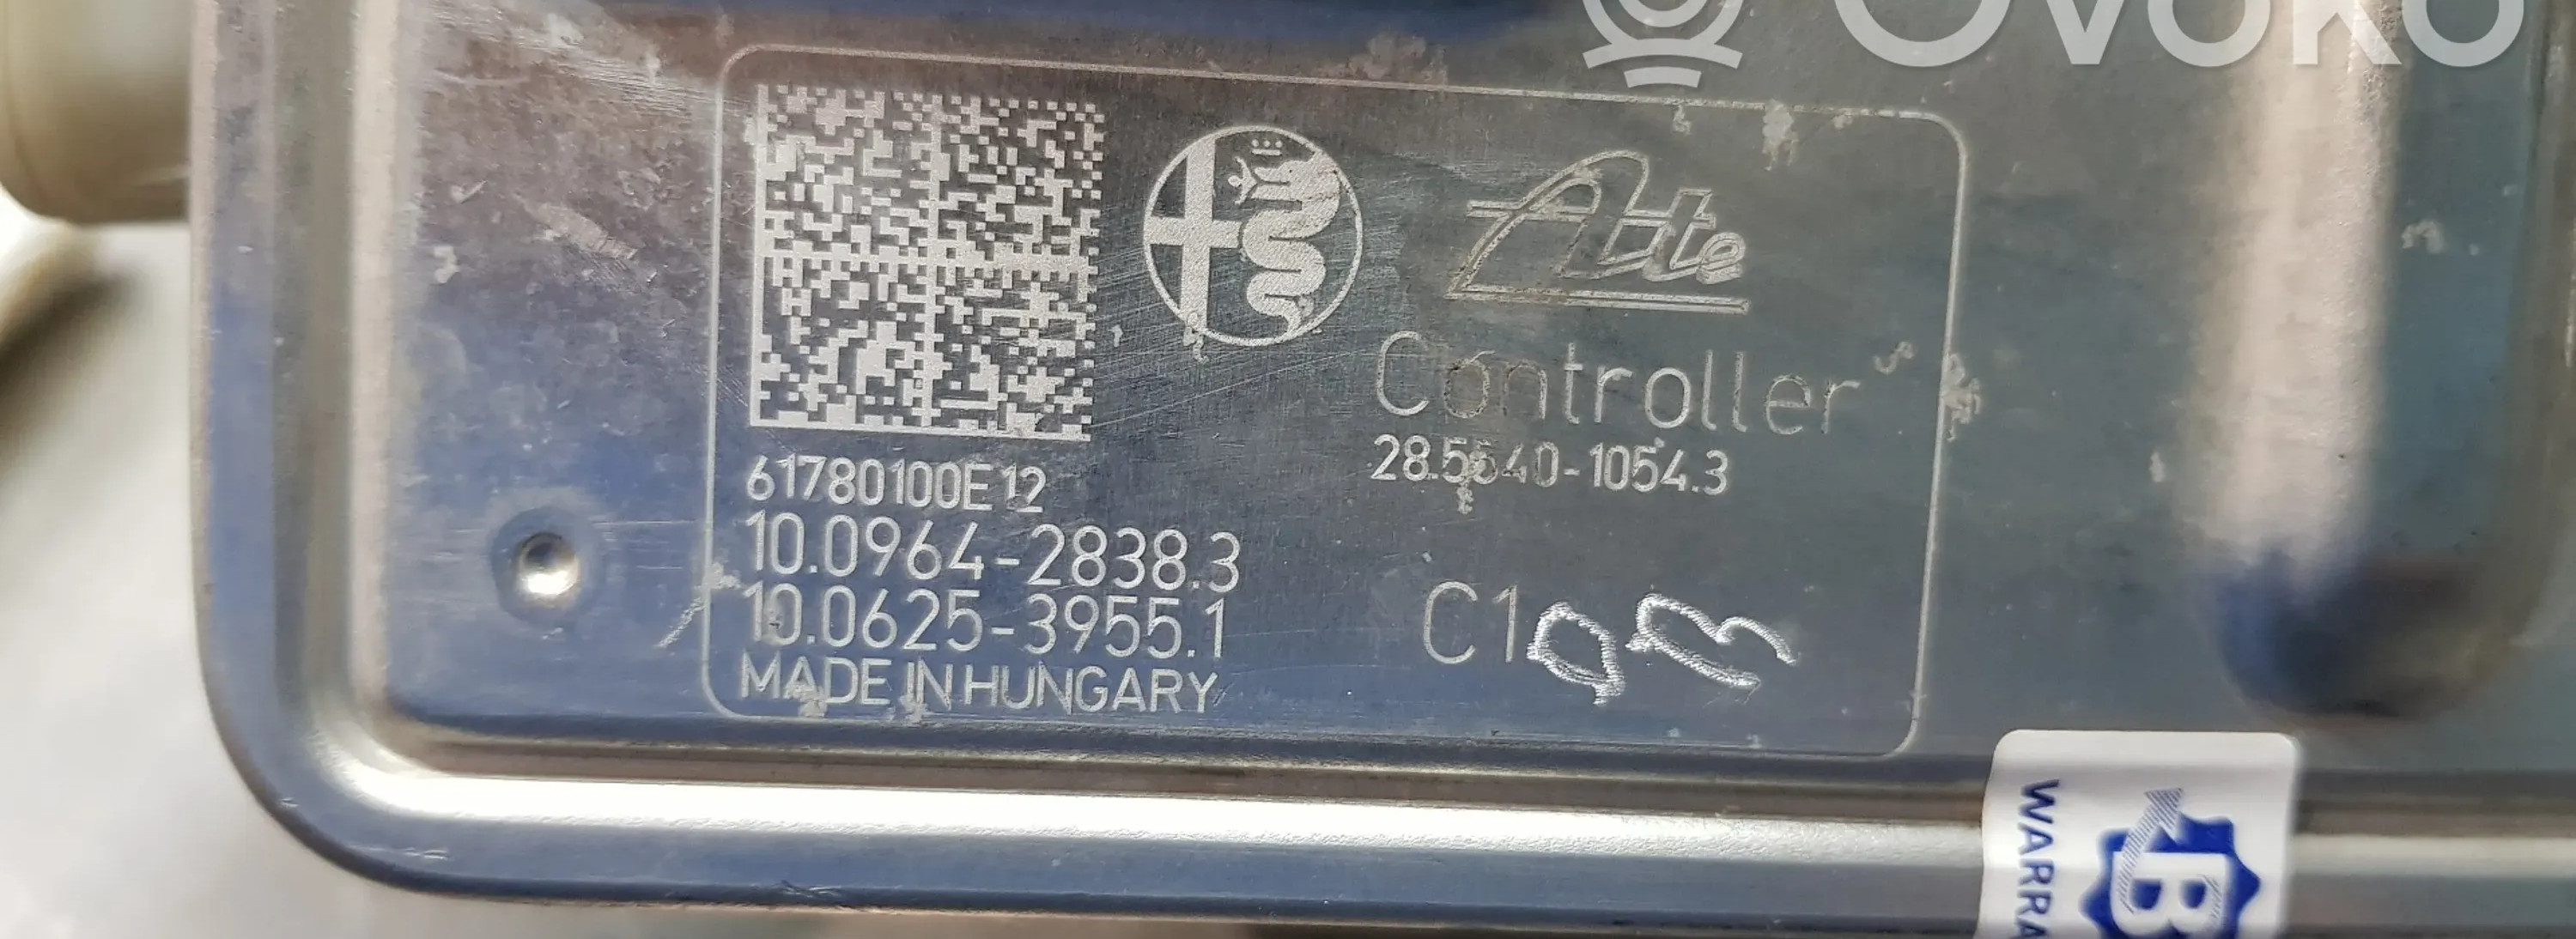 OVOKO
Ate
Controller
28.5640-1054.3
61780100E12
10.0964-2838.3
10.0625-3955.1
MADE IN HUNGARY
C1
B